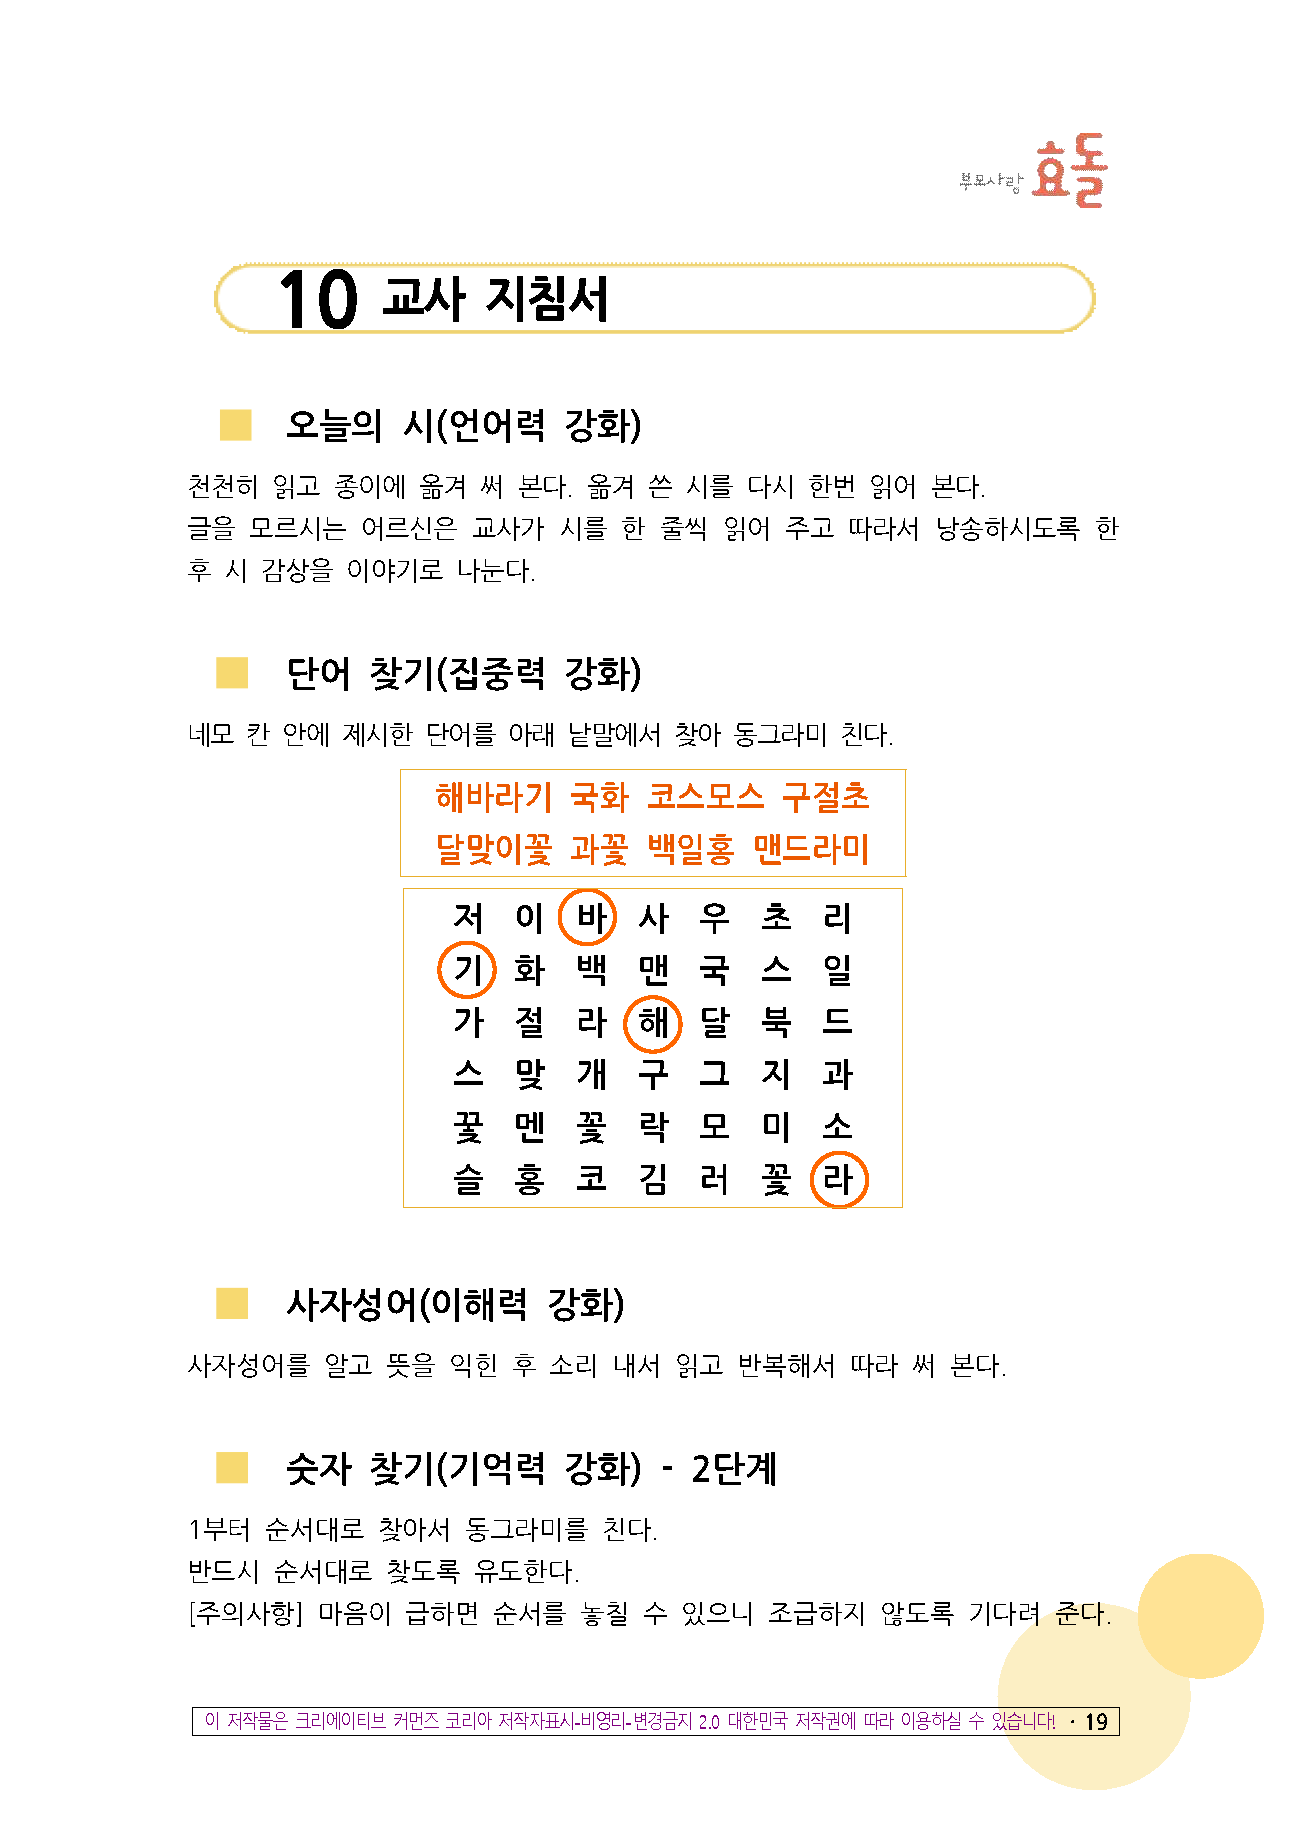 부모사랑 효돌
10 교사 지침서
■ 오늘의 시(언어력 강화)
천천히 읽고 종이에 옮겨 써 본다. 옮겨 쓴 시를 다시 한번 읽어 본다.
글을 모르시는 어르신은 교사가 시를 한 줄씩 읽어 주고 따라서 낭송하시도록 한
후 시 감상을 이야기로 나눈다.
■ 단어 찾기(집중력 강화)
네모 칸 안에 제시한 단어를 아래 낱말에서 찾아 동그라미 친다.
해바라기 국화 코스모스 구절초
달맞이꽃 과꽃 백일홍 맨드라미
저 이 바 사 우 초 리
기 화 백 맨 국 스 일
가 절 라 해 달 북 드
스 맞 개 구 그 지 과
꽃 멘 꽃 락 모 미 소
슬 홍 코 김 러 꽃 라
■ 사자성어(이해력 강화)
사자성어를 알고 뜻을 익힌 후 소리 내서 읽고 반복해서 따라 써 본다.
■ 숫자 찾기(기억력 강화) - 2단계
1부터 순서대로 찾아서 동그라미를 친다.
반드시 순서대로 찾도록 유도한다.
[주의사항] 마음이 급하면 순서를 놓칠 수 있으니 조급하지 않도록 기다려 준다.
이 저작물은 크리에이티브 커먼즈 코리아 저작자표시-비영리-변경금지 2.0 대한민국 저작권에 따라 이용하실 수 있습니다! · 19